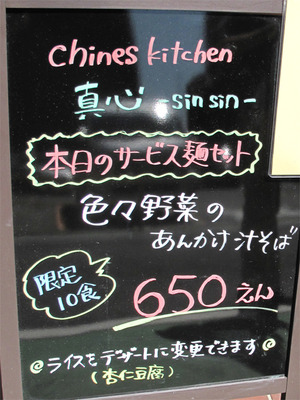 chines kitchen
真心 -sin sin-
本日のサービス麺セット
色々野菜の
あんかけ汁そば
限定
10食
650えん
@ライスをデザートに変更できます@
(杏仁豆腐)